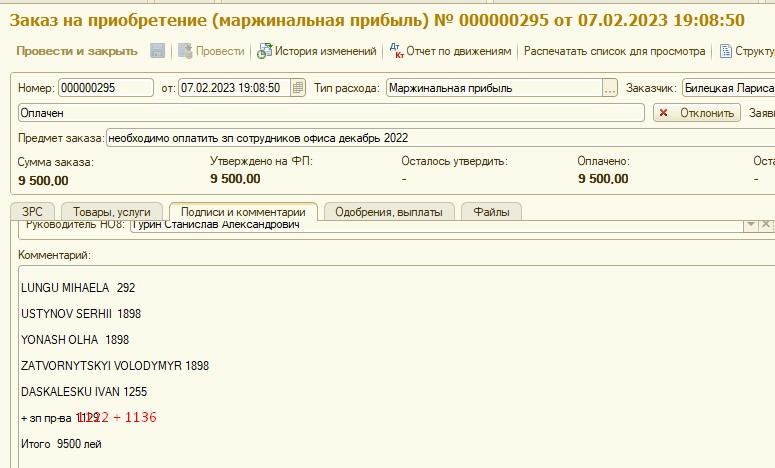 Заказ на приобретение (маржинальная прибыль) № 000000295 от 07.02.2023 19:08:50
Провести и закрыть Провести История изменений Дт Кт Отчет по движениям Распечатать список для просмотра Структу
Номер: 000000295 от: 07.02.2023 19:08:50 Тип расхода: Маржинальная прибыль ... Заказчик: Билецкая Лариса
Оплачен Отклонить Заяв
Предмет заказа: необходимо оплатить зп сотрудников офиса декабрь 2022
Сумма заказа: Утверждено на ФП: Осталось утвердить: Оплачено: Оста
9 500,00 9 500,00 - 9 500,00 -
ЗРС Товары, услуги Подписи и комментарии Одобрения, выплаты Файлы
Руководитель НО8: Гурин Станислав Александрович
Комментарий:
LUNGU MIHAELA 292
USTYNOV SERHII 1898
YONASH OLHA 1898
ZATVORNYTSKYI VOLODYMYR 1898
DASKALESKU IVAN 1255
+ зп пр-ва + 1136
Итого 9500 лей